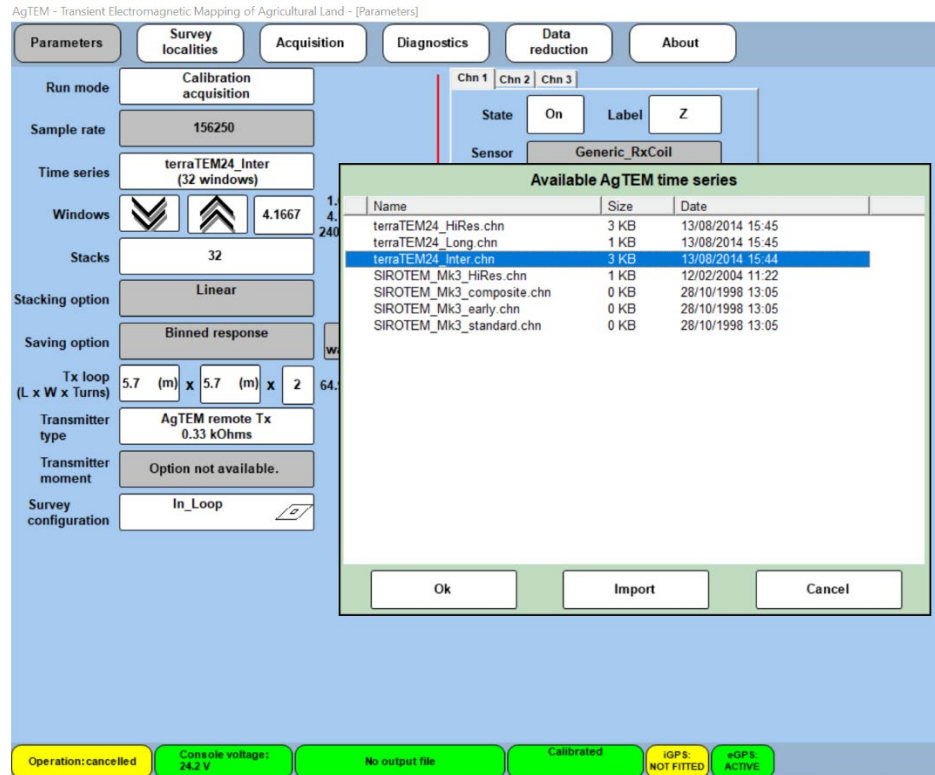 AgTEM - Transient Electromagnetic Mapping of Agricultural Land - [Parameters]
Parameters
Survey
localities
Acquisition
Diagnostics
Data
reduction
About
Run mode
Calibration
acquisition
Sample rate
156250
Time series
terraTEM24_Inter
(32 windows)
Windows
4.1667
1.
4.
240
Stacks
32
Stacking option
Linear
Saving option
Binned response
Tx loop
(L x W x Turns)
5.7 (m) x 5.7 (m) x 2
64.
Transmitter
type
AgTEM remote Tx
0.33 kOhms
Transmitter
moment
Option not available.
Survey
configuration
In_Loop
Chn 1 Chn 2 Chn 3
State On Label Z
Sensor Generic_RxCoil
Available AgTEM time series
Name Size Date
terraTEM24_HiRes.chn 3 KB 13/08/2014 15:45
terraTEM24_Long.chn 1 KB 13/08/2014 15:45
terraTEM24_Inter.chn 3 KB 13/08/2014 15:44
SIROTEM_Mk3_HiRes.chn 1 KB 12/02/2004 11:22
SIROTEM_Mk3_composite.chn 0 KB 28/10/1998 13:05
SIROTEM_Mk3_early.chn 0 KB 28/10/1998 13:05
SIROTEM_Mk3_standard.chn 0 KB 28/10/1998 13:05
Ok Import Cancel
Operation:cancelled
Console voltage:
24.2 V
No output file
Calibrated
iGPS:
NOT FITTED
eGPS:
ACTIVE